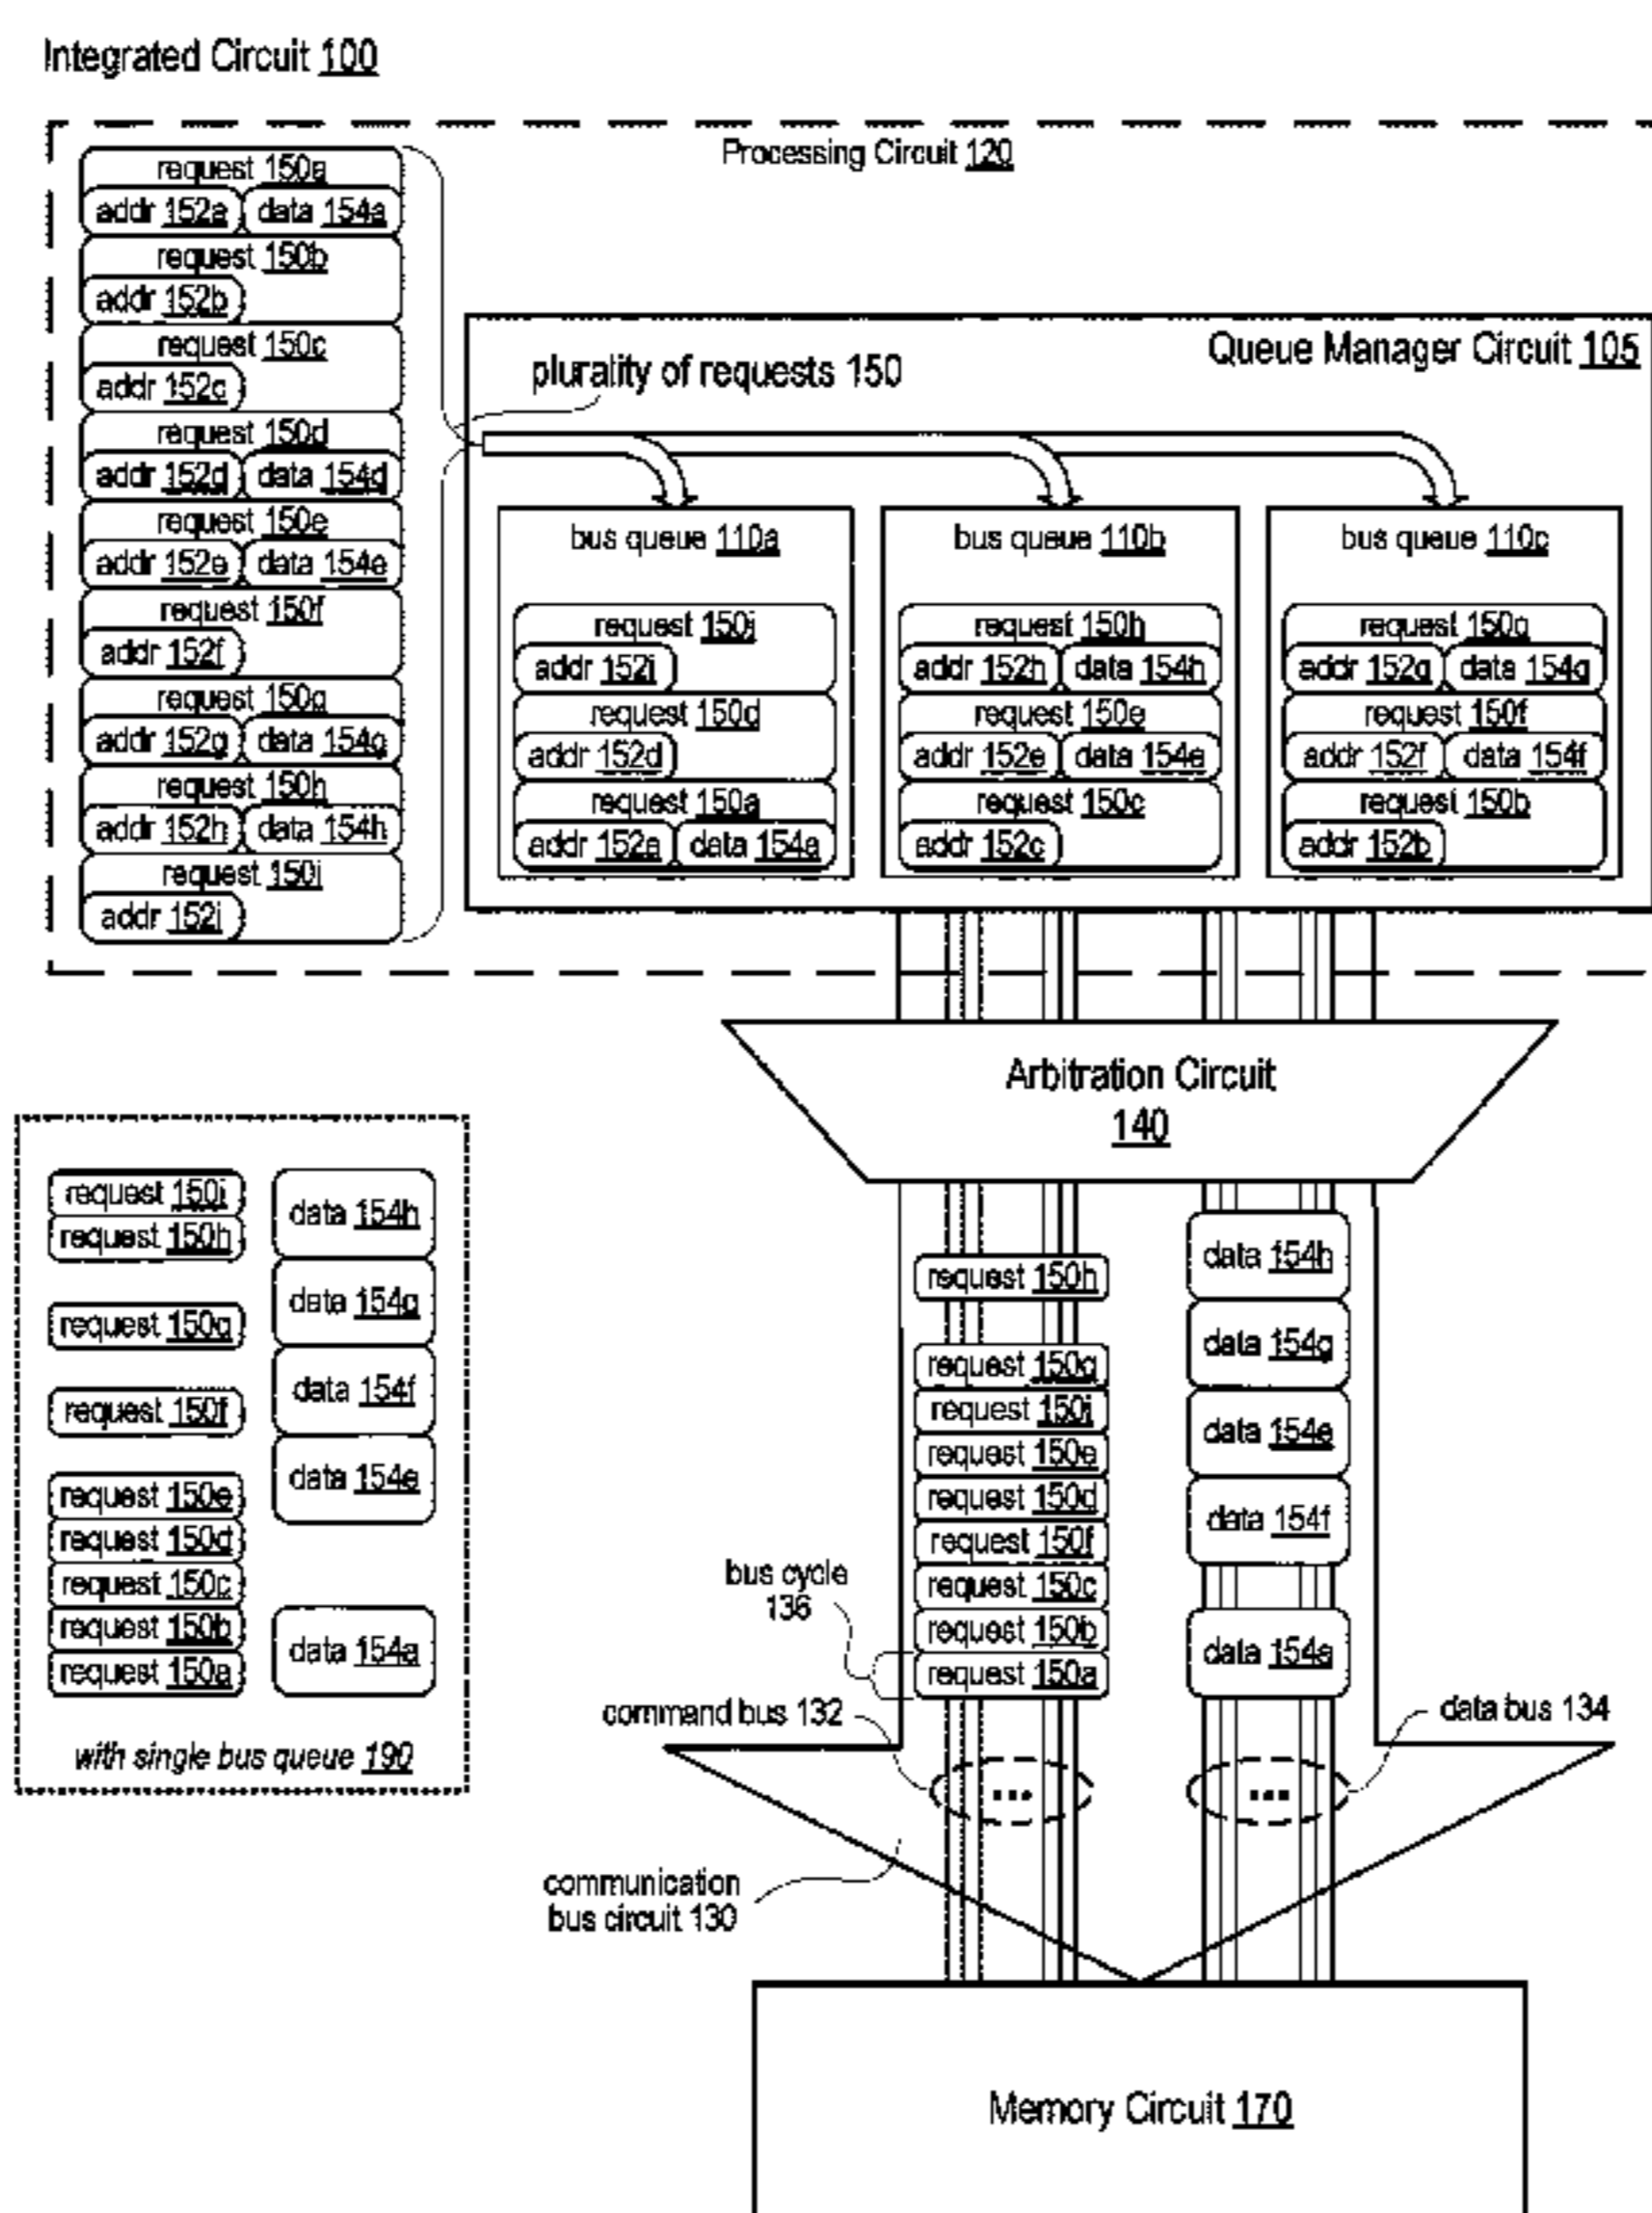 Integrated Circuit 100
Processing Circuit 120
request 150a
addr 152a data 154a
request 150b
addr 152b
request 150c
addr 152c
request 150d
addr 152d data 154d
request 150e
addr 152e data 154e
request 150f
addr 152f
request 150g
addr 152g data 154g
request 150h
addr 152h data 154h
request 150i
addr 152i
Queue Manager Circuit 105
plurality of requests 150
bus queue 110a
request 150i
addr 152i
request 150d
addr 152d
request 150a
addr 152a data 154a
bus queue 110b
request 150h
addr 152h data 154h
request 150e
addr 152e data 154e
request 150c
addr 152c
bus queue 110c
request 150g
addr 152g data 154g
request 150f
addr 152f data 154f
request 150b
addr 152b
Arbitration Circuit
140
request 150i
request 150h
request 150g
request 150f
request 150e
request 150d
request 150c
request 150b
request 150a
data 154h
data 154g
data 154f
data 154e
data 154a
with single bus queue 190
request 150h
request 150g
request 150i
request 150e
request 150d
request 150f
request 150c
request 150b
request 150a
data 154h
data 154g
data 154e
data 154f
data 154a
bus cycle
136
command bus 132
data bus 134
...
...
communication
bus circuit 130
Memory Circuit 170